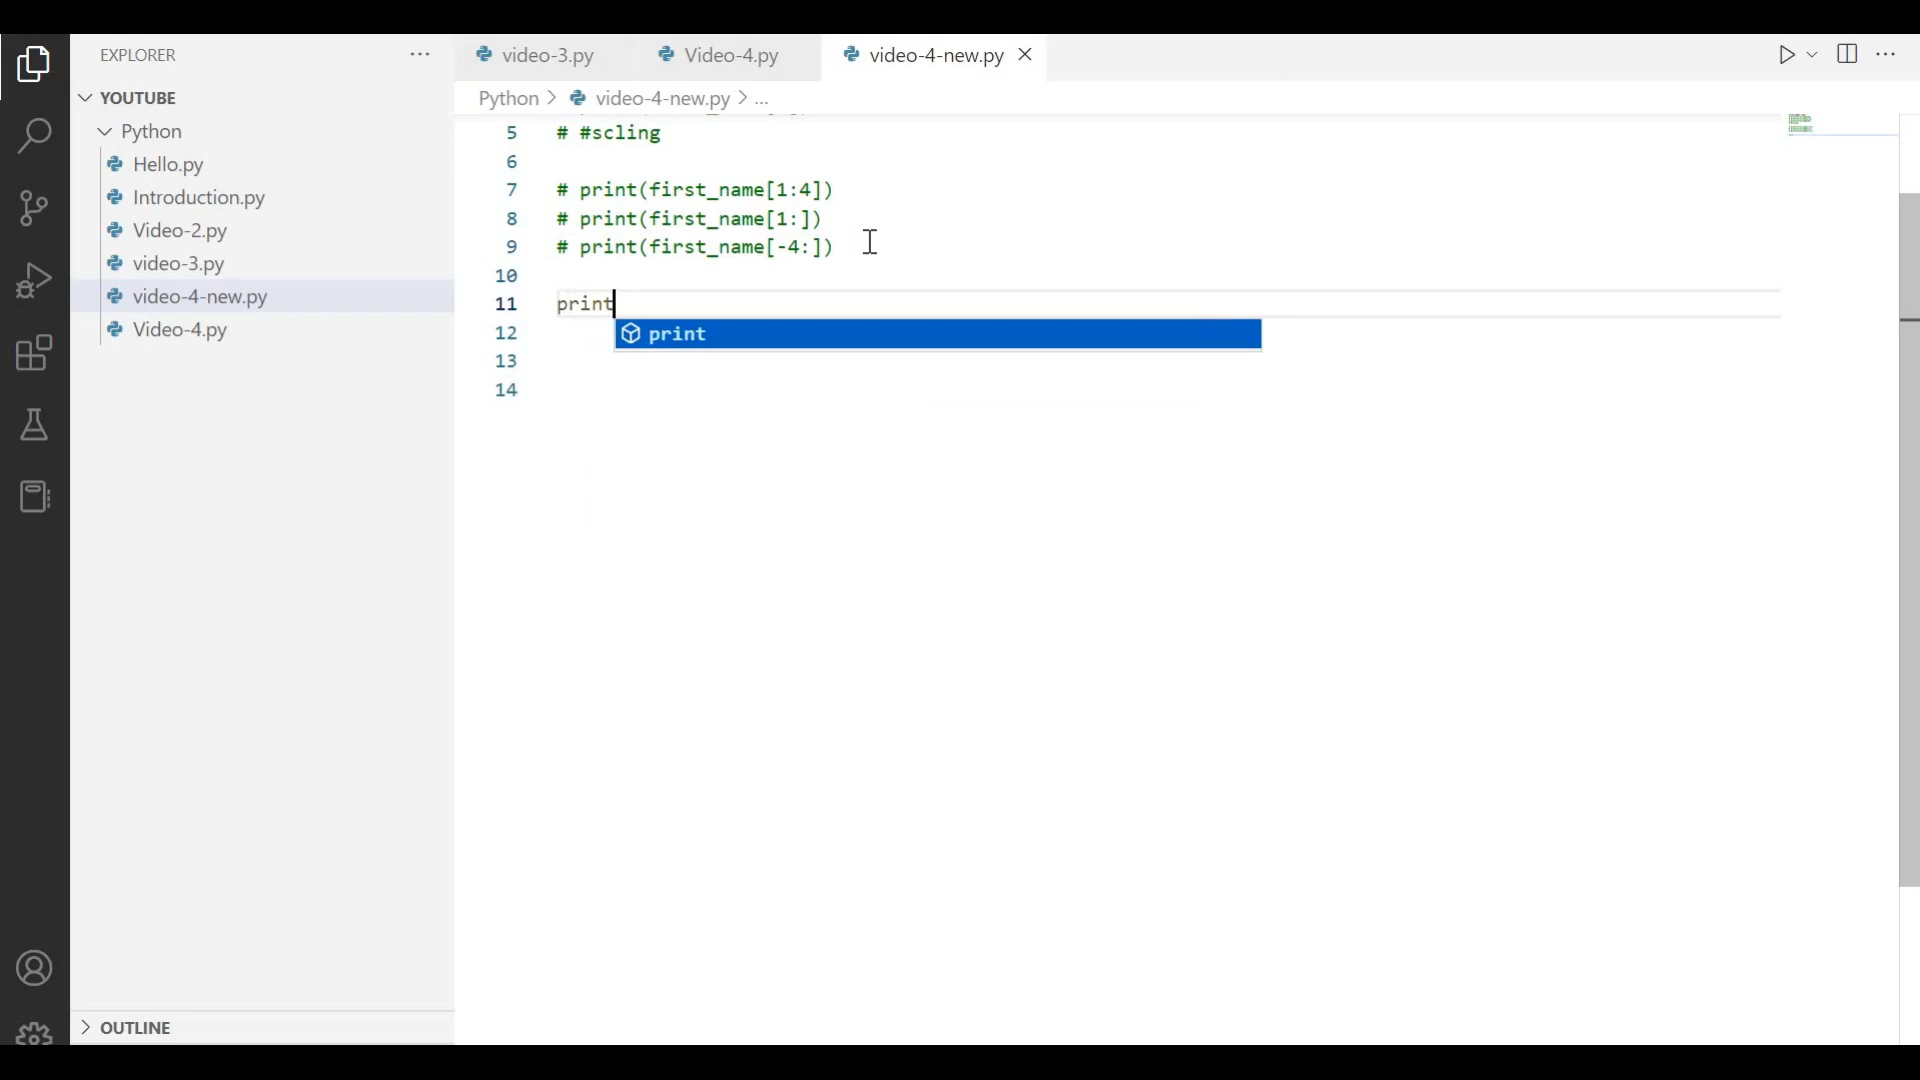 EXPLORER
video-3.py
Video-4.py
video-4-new.py
YOUTUBE
Python
Hello.py
Introduction.py
Video-2.py
video-3.py
video-4-new.py
Video-4.py
OUTLINE
Python > video-4-new.py > ...
5 # #scling
6
7 # print(first_name[1:4])
8 # print(first_name[1:])
9 # print(first_name[-4:])
10
11 print
12 print
13
14